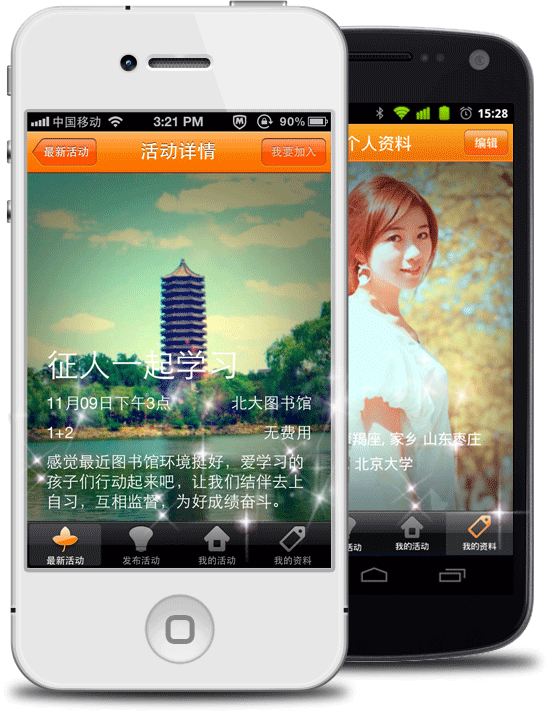 中国移动 3:21 PM 90%
最新活动 活动详情 我要加入
征人一起学习
11月09日下午3点 北大图书馆
1+2 无费用
感觉最近图书馆环境挺好，爱学习的
孩子们行动起来吧，让我们结伴去上
自习，互相监督，为好成绩奋斗。
最新活动 发布活动 我的活动 我的资料
15:28
个人资料 编辑
羯座, 家乡 山东枣庄
北京大学
活动 我的活动 我的资料